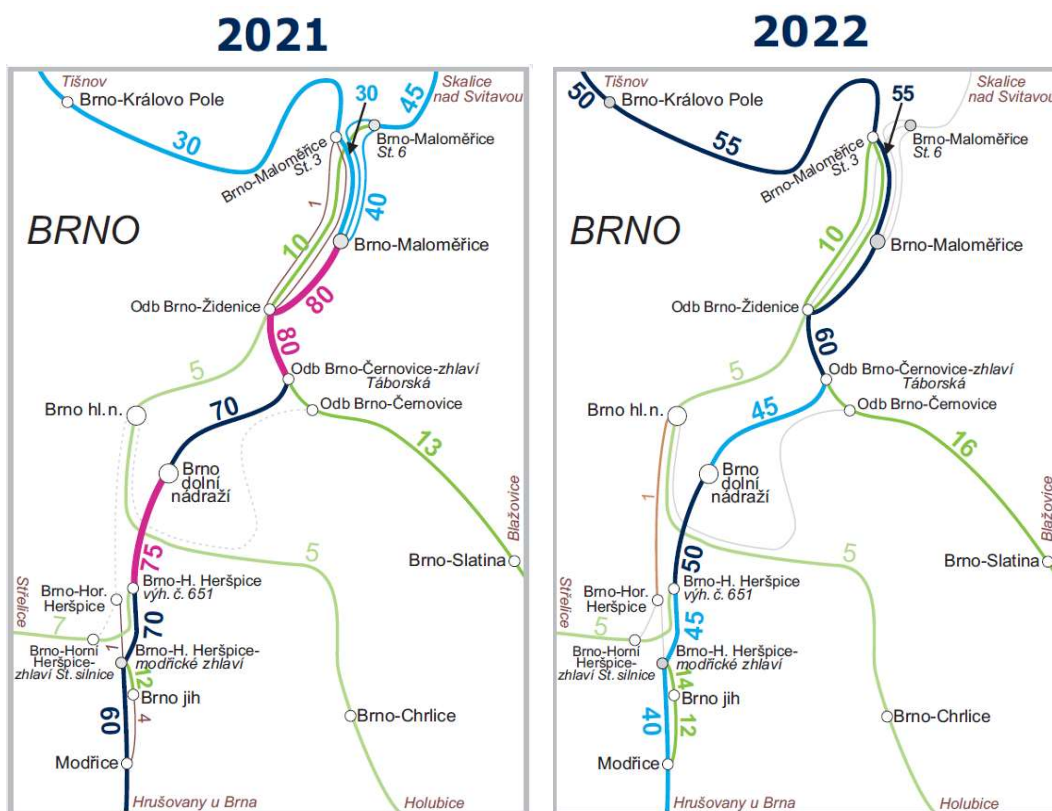 2021
Tišnov
Brno-Královo Pole
30
30
45
Skalice
nad Svitavou
Brno-Maloměřice
St. 6
Brno-Maloměřice
St. 3
1
10
40
BRNO
Brno-Maloměřice
80
Odb Brno-Židenice
80
5
Odb Brno-Černovice-zhlaví
Táborská
Brno hl. n.
70
Odb Brno-Černovice
13
Brno
dolní
nádraží
Blažovice
75
5
Brno-Slatina
Střelice
Brno-Hor.
Heršpice
Brno-H. Heršpice
výh. č. 651
7
70
1
Brno-Horní
Heršpice-
zhlaví St. silnice
Brno-H. Heršpice-
modřické zhlaví
12
Brno jih
60
4
Brno-Chrlice
Modřice
Hrušovany u Brna
Holubice
2022
Tišnov
50
Brno-Královo Pole
55
55
Skalice
nad Svitavou
Brno-Maloměřice
St. 6
Brno-Maloměřice
St. 3
10
BRNO
Brno-Maloměřice
Odb Brno-Židenice
60
5
Odb Brno-Černovice-zhlaví
Táborská
Brno hl. n.
45
Odb Brno-Černovice
16
Brno
dolní
nádraží
1
Blažovice
50
5
Brno-Slatina
Střelice
Brno-Hor.
Heršpice
Brno-H. Heršpice
výh. č. 651
5
45
Brno-Horní
Heršpice-
zhlaví St. silnice
Brno-H. Heršpice-
modřické zhlaví
14
Brno jih
40
12
Brno-Chrlice
Modřice
Hrušovany u Brna
Holubice